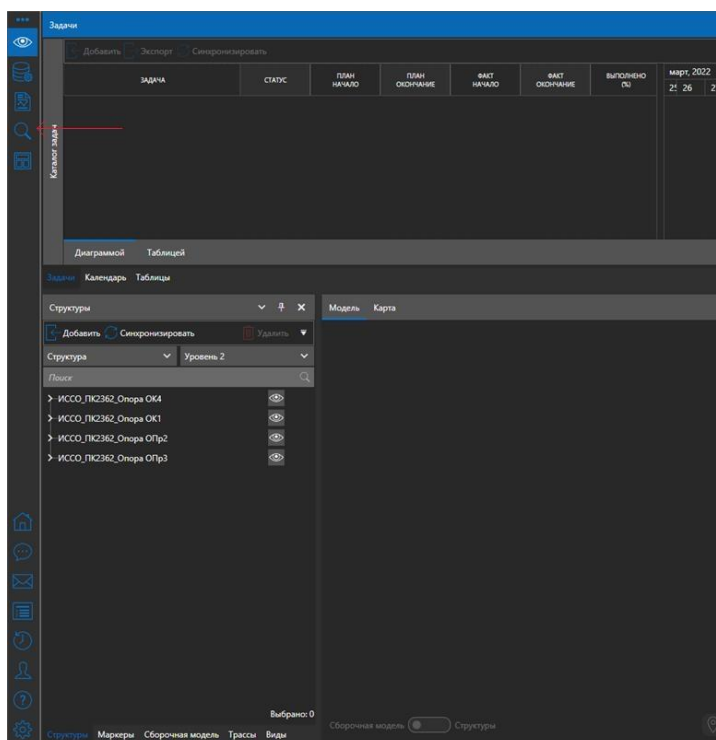 Задачи
Добавить Экспорт Синхронизировать
ЗАДАЧА СТАТУС ПЛАН НАЧАЛО ПЛАН ОКОНЧАНИЕ ФАКТ НАЧАЛО ФАКТ ОКОНЧАНИЕ ВЫПОЛНЕНО (%) март, 2022
26
Каталог задач
Диаграммой Таблицей
Задачи Календарь Таблицы
Структуры Модель Карта
Добавить Синхронизировать Удалить
Структура Уровень 2
Поиск
ИССО_ПК2362_Опора ОК4
ИССО_ПК2362_Опора ОК1
ИССО_ПК2362_Опора ОПр2
ИССО_ПК2362_Опора ОПр3
Выбрано: 0
Сборочная модель Структуры
Структуры Маркеры Сборочная модель Трассы Виды